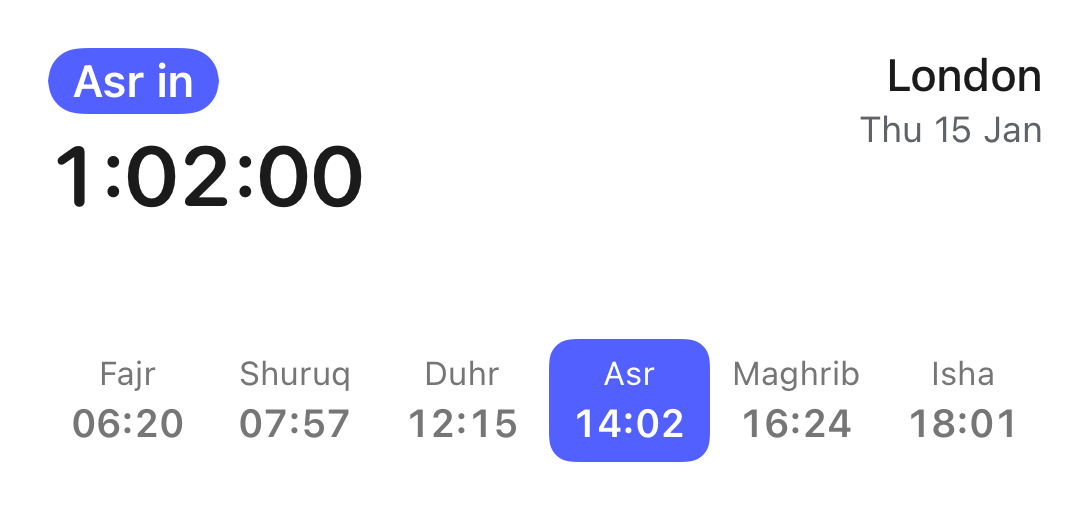 Asr in
1:02:00
London
Thu 15 Jan
Fajr Shuruq Duhr Asr Maghrib Isha
06:20 07:57 12:15 14:02 16:24 18:01